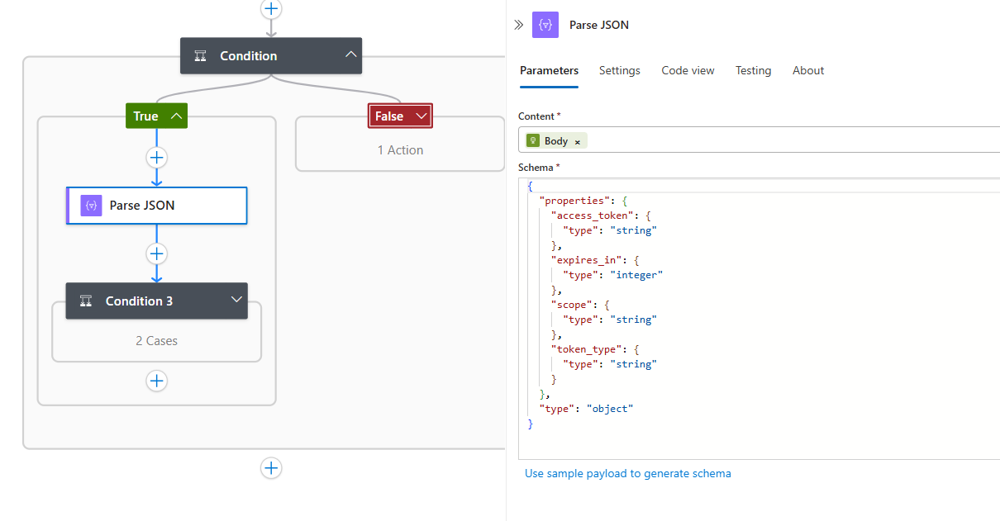 Condition
True
False
1 Action
Parse JSON
Condition 3
2 Cases
Parse JSON
Parameters
Settings
Code view
Testing
About
Content *
Body ×
Schema *
{
"properties": {
"access_token": {
"type": "string"
},
"expires_in": {
"type": "integer"
},
"scope": {
"type": "string"
},
"token_type": {
"type": "string"
}
},
"type": "object"
}
Use sample payload to generate schema